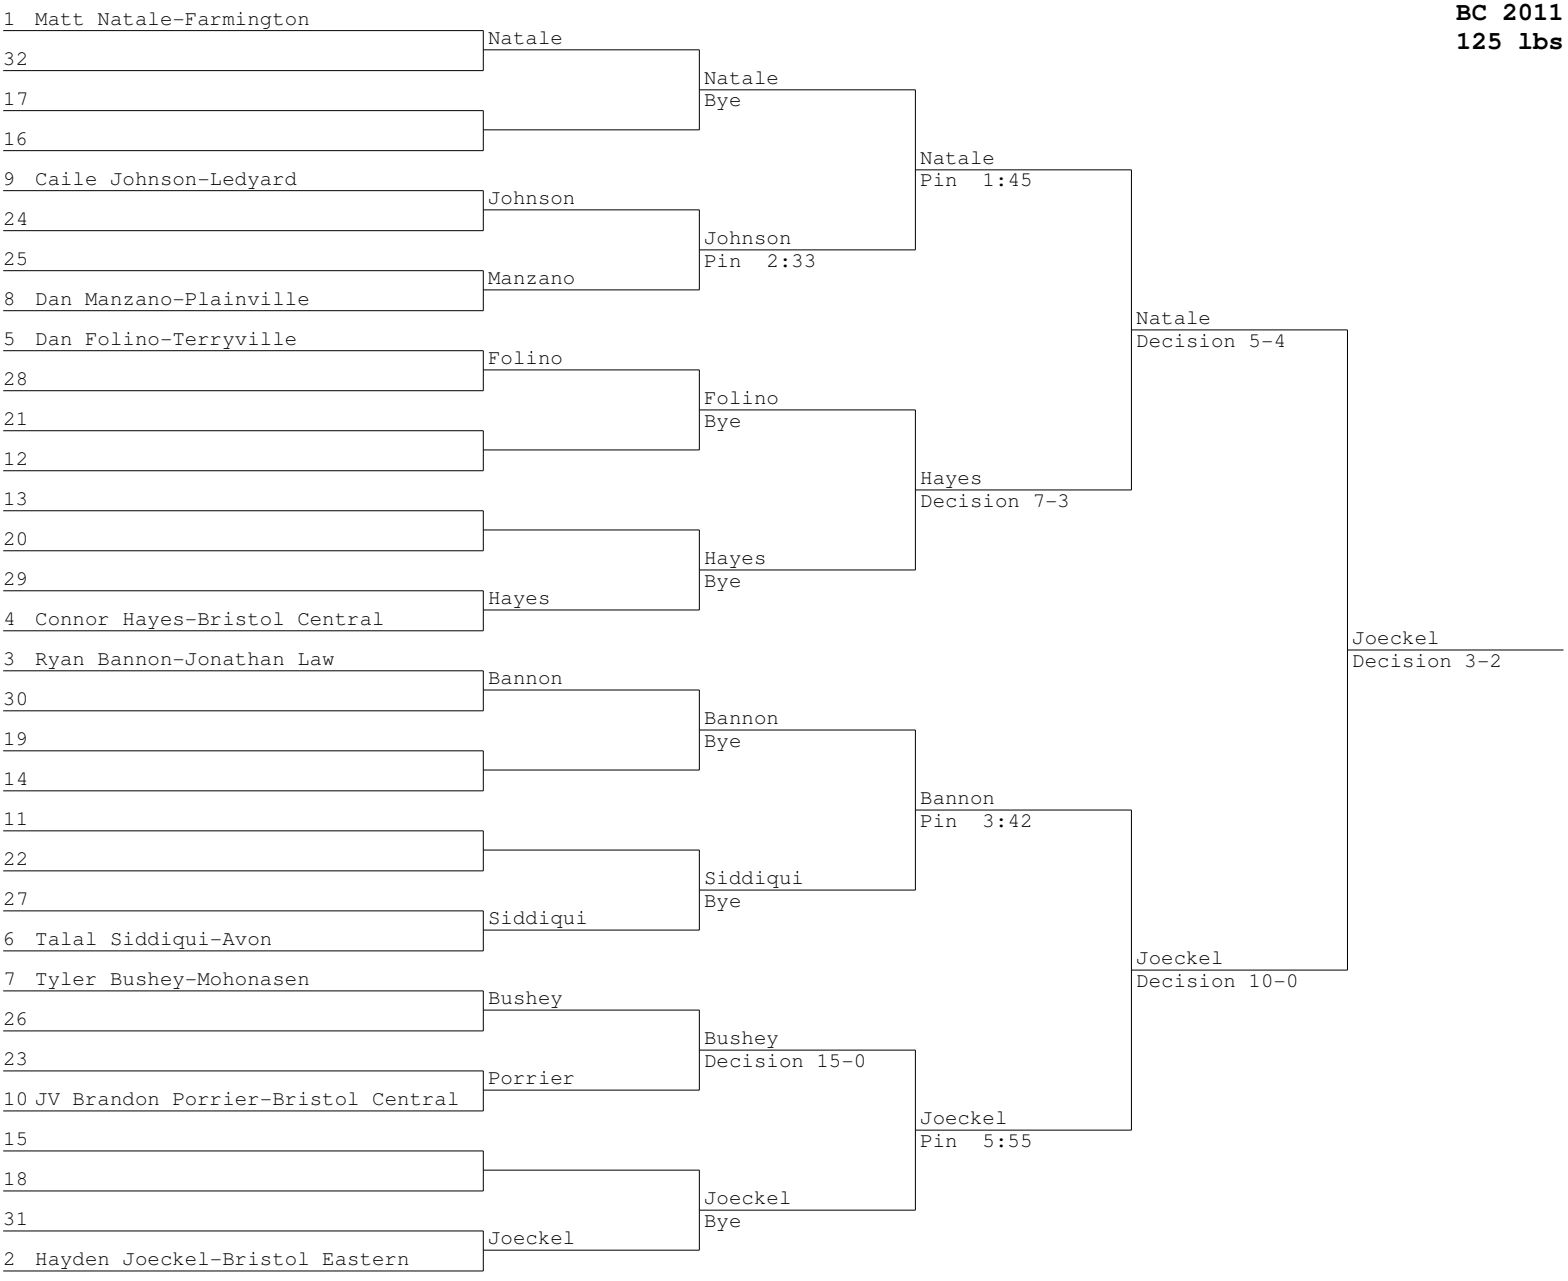 BC 2011
125 lbs
1 Matt Natale-Farmington
32
17
16
9 Caile Johnson-Ledyard
24
25
8 Dan Manzano-Plainville
5 Dan Folino-Terryville
28
21
12
13
20
29
4 Connor Hayes-Bristol Central
3 Ryan Bannon-Jonathan Law
30
19
14
11
22
27
6 Talal Siddiqui-Avon
7 Tyler Bushey-Mohonasen
26
23
10 JV Brandon Porrier-Bristol Central
15
18
31
2 Hayden Joeckel-Bristol Eastern
Natale
Johnson
Manzano
Folino
Hayes
Bannon
Siddiqui
Bushey
Porrier
Joeckel
Natale
Bye
Johnson
Pin 2:33
Folino
Bye
Hayes
Bye
Bannon
Bye
Siddiqui
Bye
Bushey
Decision 15-0
Joeckel
Bye
Natale
Pin 1:45
Hayes
Decision 7-3
Bannon
Pin 3:42
Joeckel
Pin 5:55
Natale
Decision 5-4
Joeckel
Decision 10-0
Joeckel
Decision 3-2